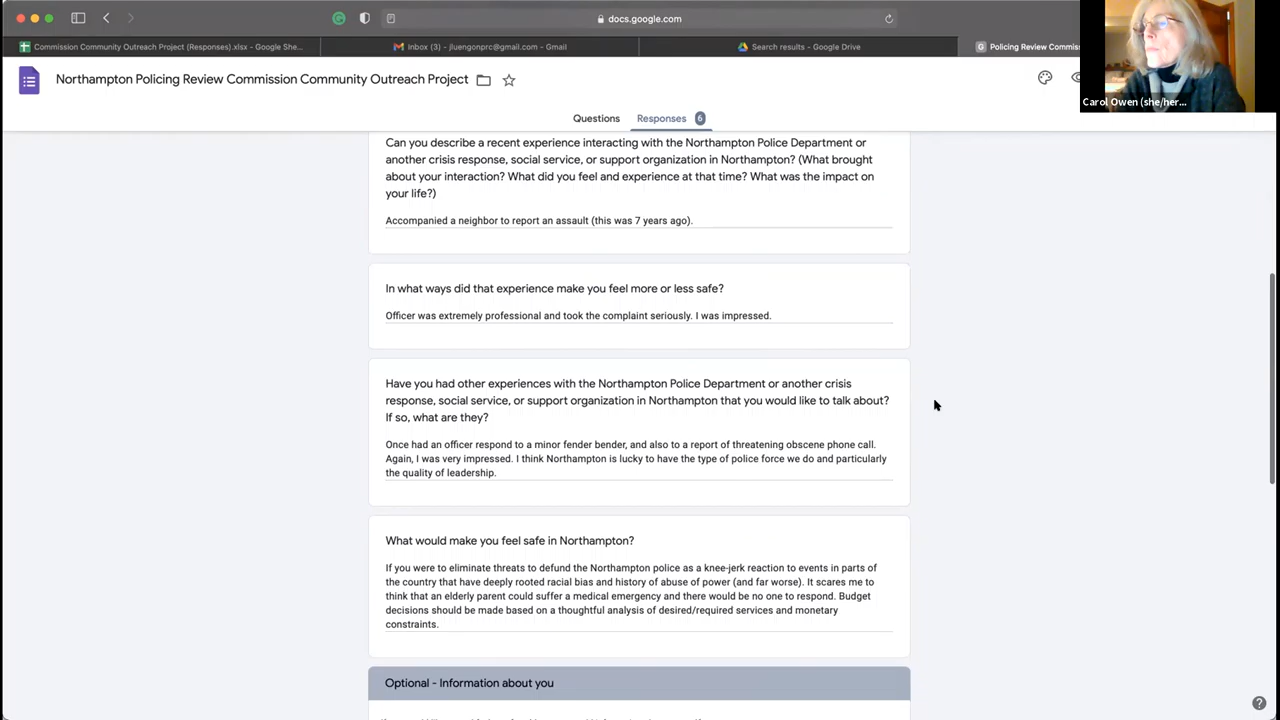 docs.google.com
Commission Community Outreach Project (Responses).xlsx - Google She...
Inbox (3) - jluengonprc@gmail.com - Gmail
Search results - Google Drive
Policing Review Commiss
Carol Owen (she/her...
Northampton Policing Review Commission Community Outreach Project
Questions
Responses 6
Can you describe a recent experience interacting with the Northampton Police Department or
another crisis response, social service, or support organization in Northampton? (What brought
about your interaction? What did you feel and experience at that time? What was the impact on
your life?)
Accompanied a neighbor to report an assault (this was 7 years ago).
In what ways did that experience make you feel more or less safe?
Officer was extremely professional and took the complaint seriously. I was impressed.
Have you had other experiences with the Northampton Police Department or another crisis
response, social service, or support organization in Northampton that you would like to talk about?
If so, what are they?
Once had an officer respond to a minor fender bender, and also to a report of threatening obscene phone call.
Again, I was very impressed. I think Northampton is lucky to have the type of police force we do and particularly
the quality of leadership.
What would make you feel safe in Northampton?
If you were to eliminate threats to defund the Northampton police as a knee-jerk reaction to events in parts of
the country that have deeply rooted racial bias and history of abuse of power (and far worse). It scares me to
think that an elderly parent could suffer a medical emergency and there would be no one to respond. Budget
decisions should be made based on a thoughtful analysis of desired/required services and monetary
constraints.
Optional - Information about you